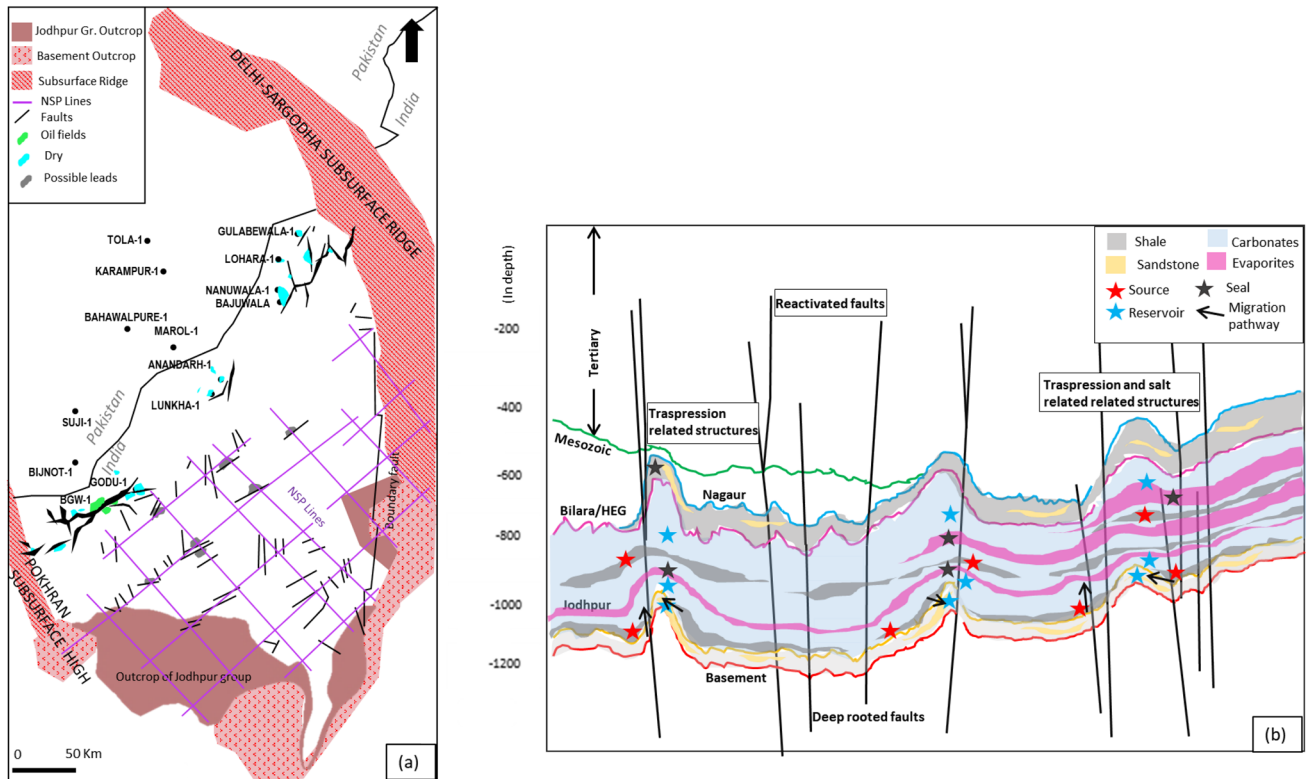 Jodhpur Gr. Outcrop
Basement Outcrop
Subsurface Ridge
NSP Lines
Faults
Oil fields
Dry
Possible leads
Pakistan
India
DELHI-SARGODHA SUBSURFACE RIDGE
GULABEWALA-1
TOLA-1
LOHARA-1
KARAMPUR-1
NANUWALA-1
BAJUWALA
BAHAWALPURE-1
MAROL-1
ANANDARH-1
LUNKHA-1
Pakistan
India
SUJI-1
BIJNOT-1
GODU-1
BGW-1
NSP Lines
Boundary fault
POKHRAN
SUBSURFACE HIGH
Outcrop of Jodhpur group
0 50 Km
(a)
(In depth)
-200
-400
-600
-800
-1000
-1200
Tertiary
Shale
Carbonates
Sandstone
Evaporites
Source
Seal
Reservoir
Migration
pathway
Reactivated faults
Traspression
related structures
Traspression and salt
related related structures
Mesozoic
Nagaur
Bilara/HEG
Jodhpur
Basement
Deep rooted faults
(b)